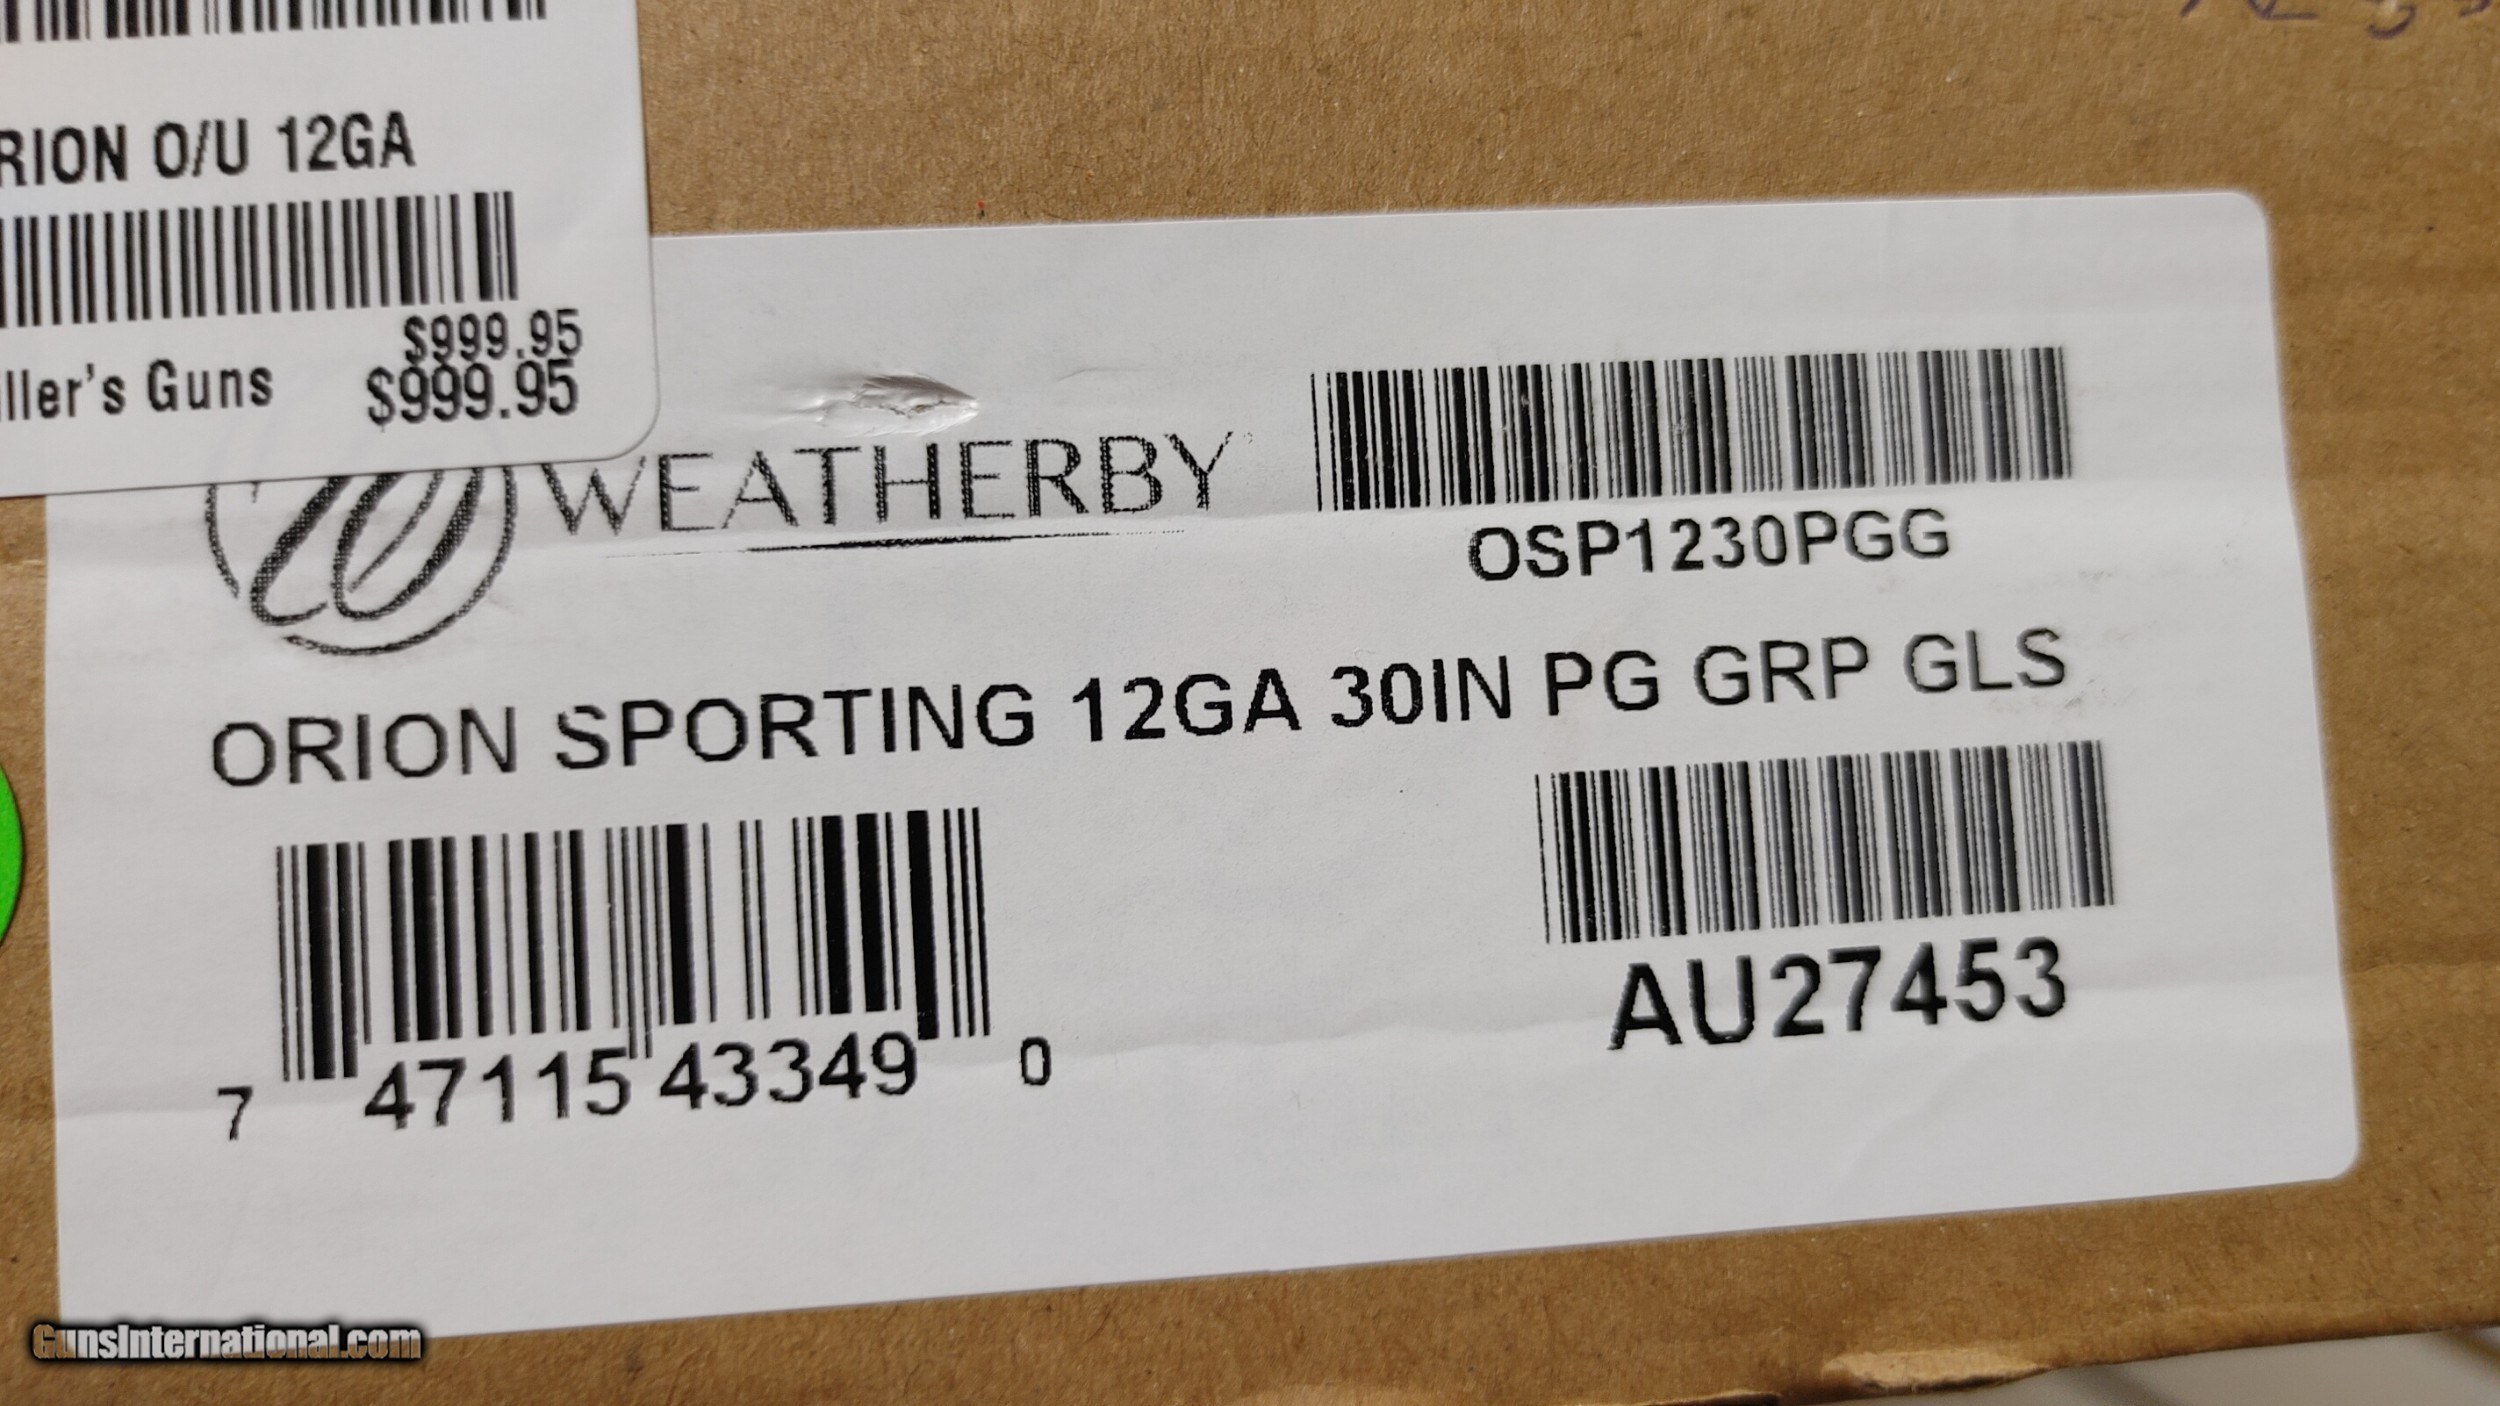 RION O/U 12GA
$999.95
ller's Guns $999.95
WEATHERBY
OSP1230PGG
ORION SPORTING 12GA 30IN PG GRP GLS
7 47115 43349 0
AU27453
GunsInternational.com